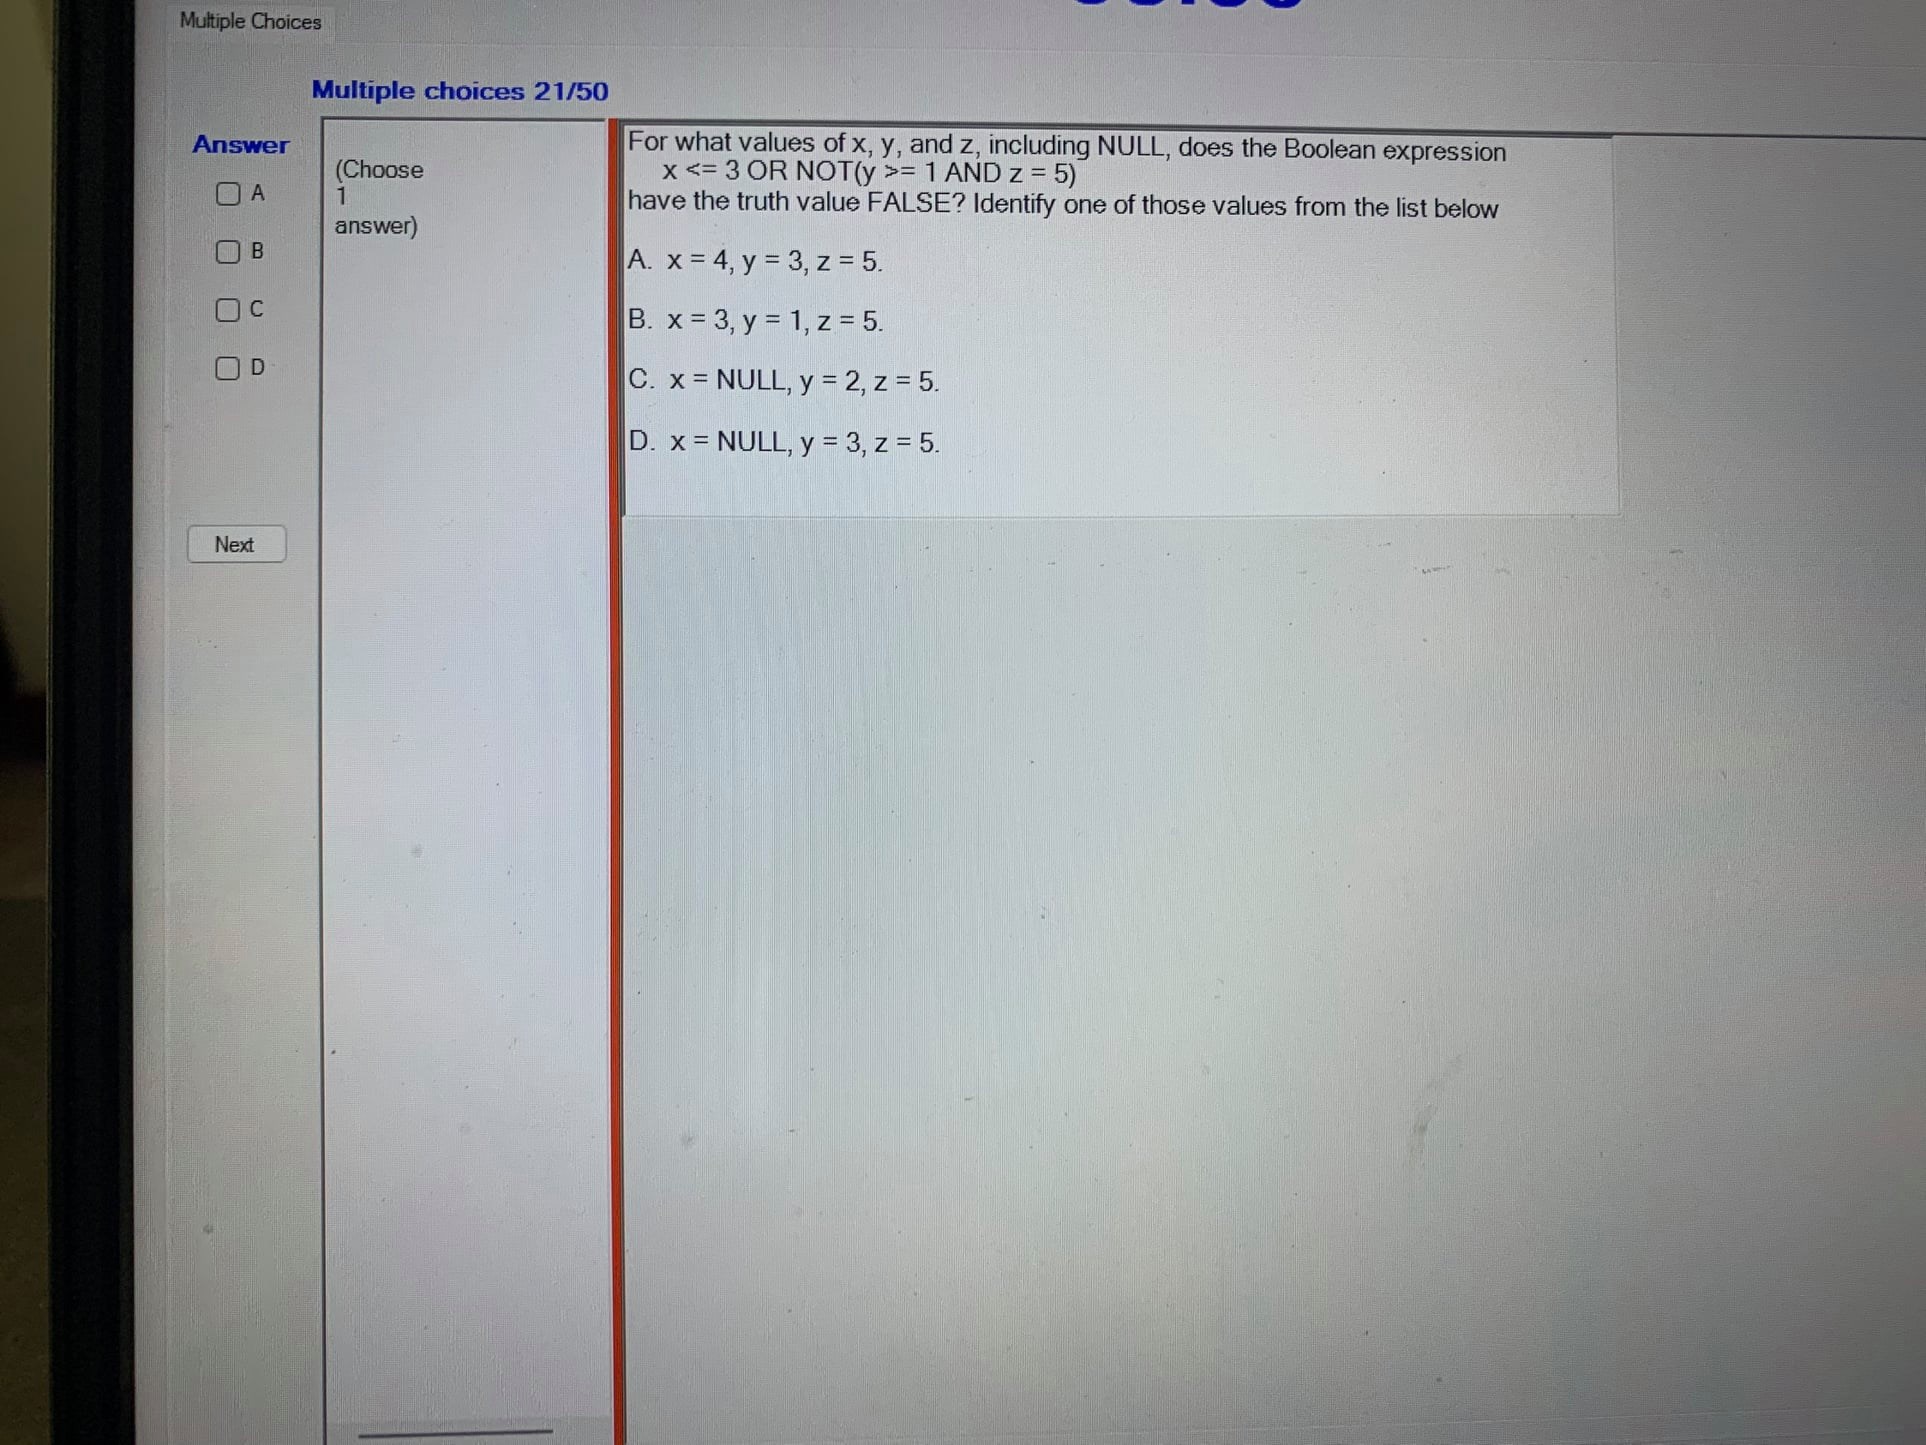 Multiple Choices
Multiple choices 21/50
Answer
A
B
C
D
Next
(Choose
1
answer)
For what values of x, y, and z, including NULL, does the Boolean expression
x <= 3 OR NOT(y >= 1 AND z = 5)
have the truth value FALSE? Identify one of those values from the list below
A. x = 4, y = 3, z = 5.
B. x = 3, y = 1, z = 5.
C. x = NULL, y = 2, z = 5.
D. x = NULL, y = 3, z = 5.